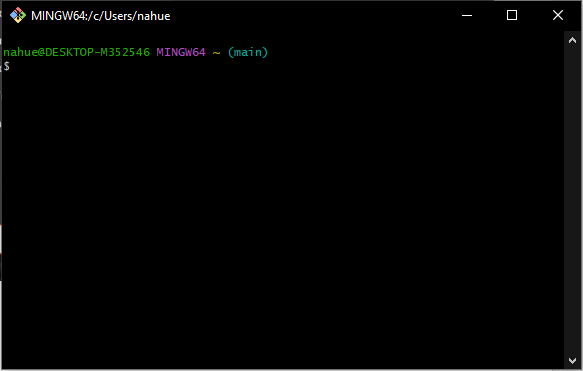 MINGW64:/c/Users/nahue
nahue@DESKTOP-M352546 MINGW64 ~ (main)
$